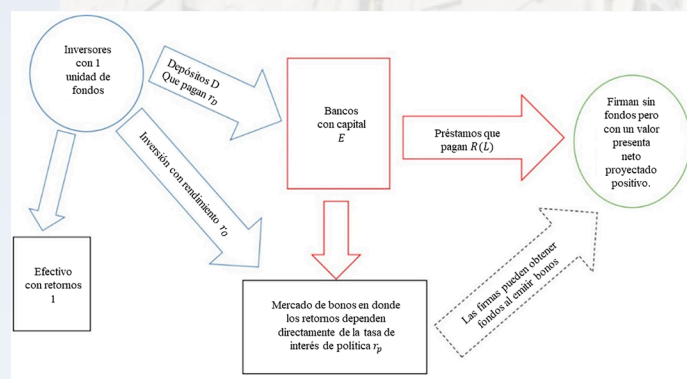 Inversores
con 1
unidad de
fondos
Depósitos D
Que pagan r_D
Bancos
con capital
E
Préstamos que
pagan R(L)
Firman sin
fondos pero
con un valor
presenta
neto
proyectado
positivo.
Inversión con rendimiento r_O
Efectivo
con retornos
1
Mercado de bonos en donde
los retornos dependen
directamente de la tasa de
interés de política r_p
Las firmas pueden obtener
fondos al emitir bonos